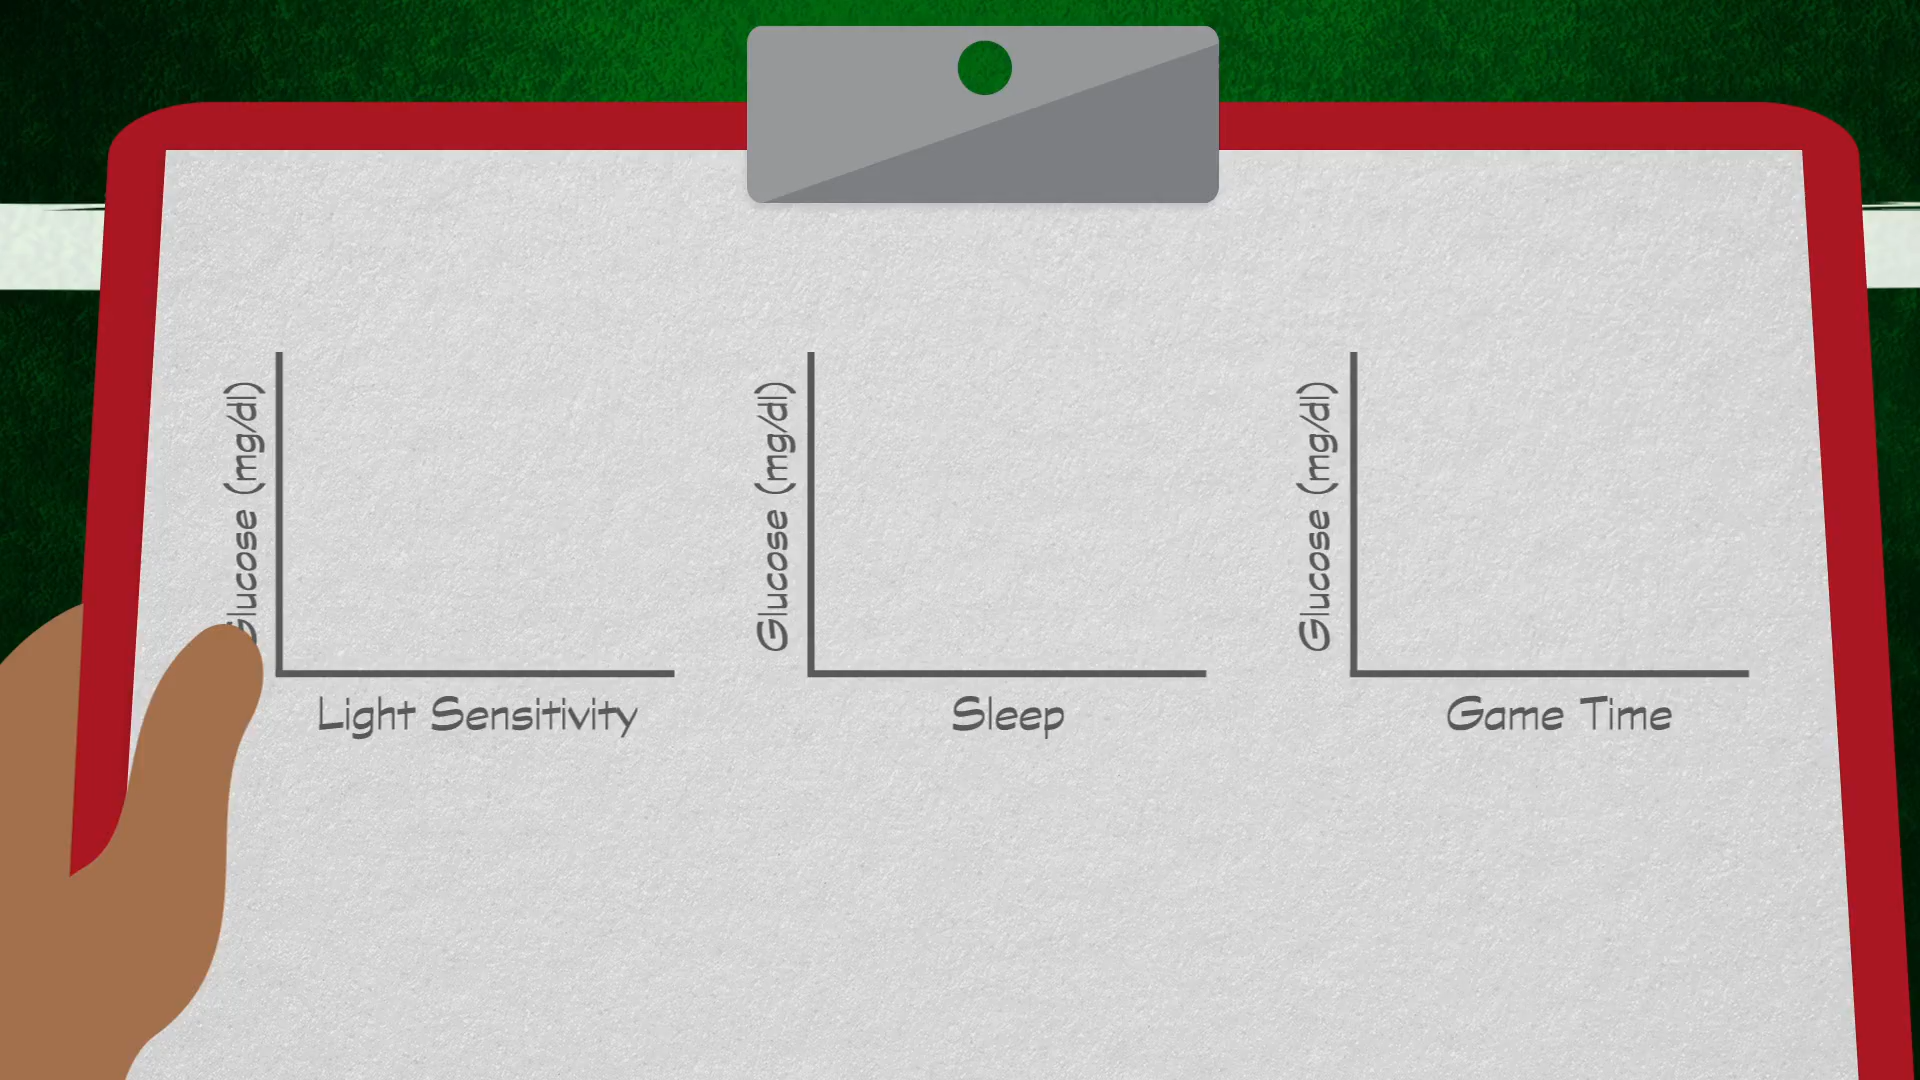 Glucose (mg/dl)
Light Sensitivity
Glucose (mg/dl)
Sleep
Glucose (mg/dl)
Game Time